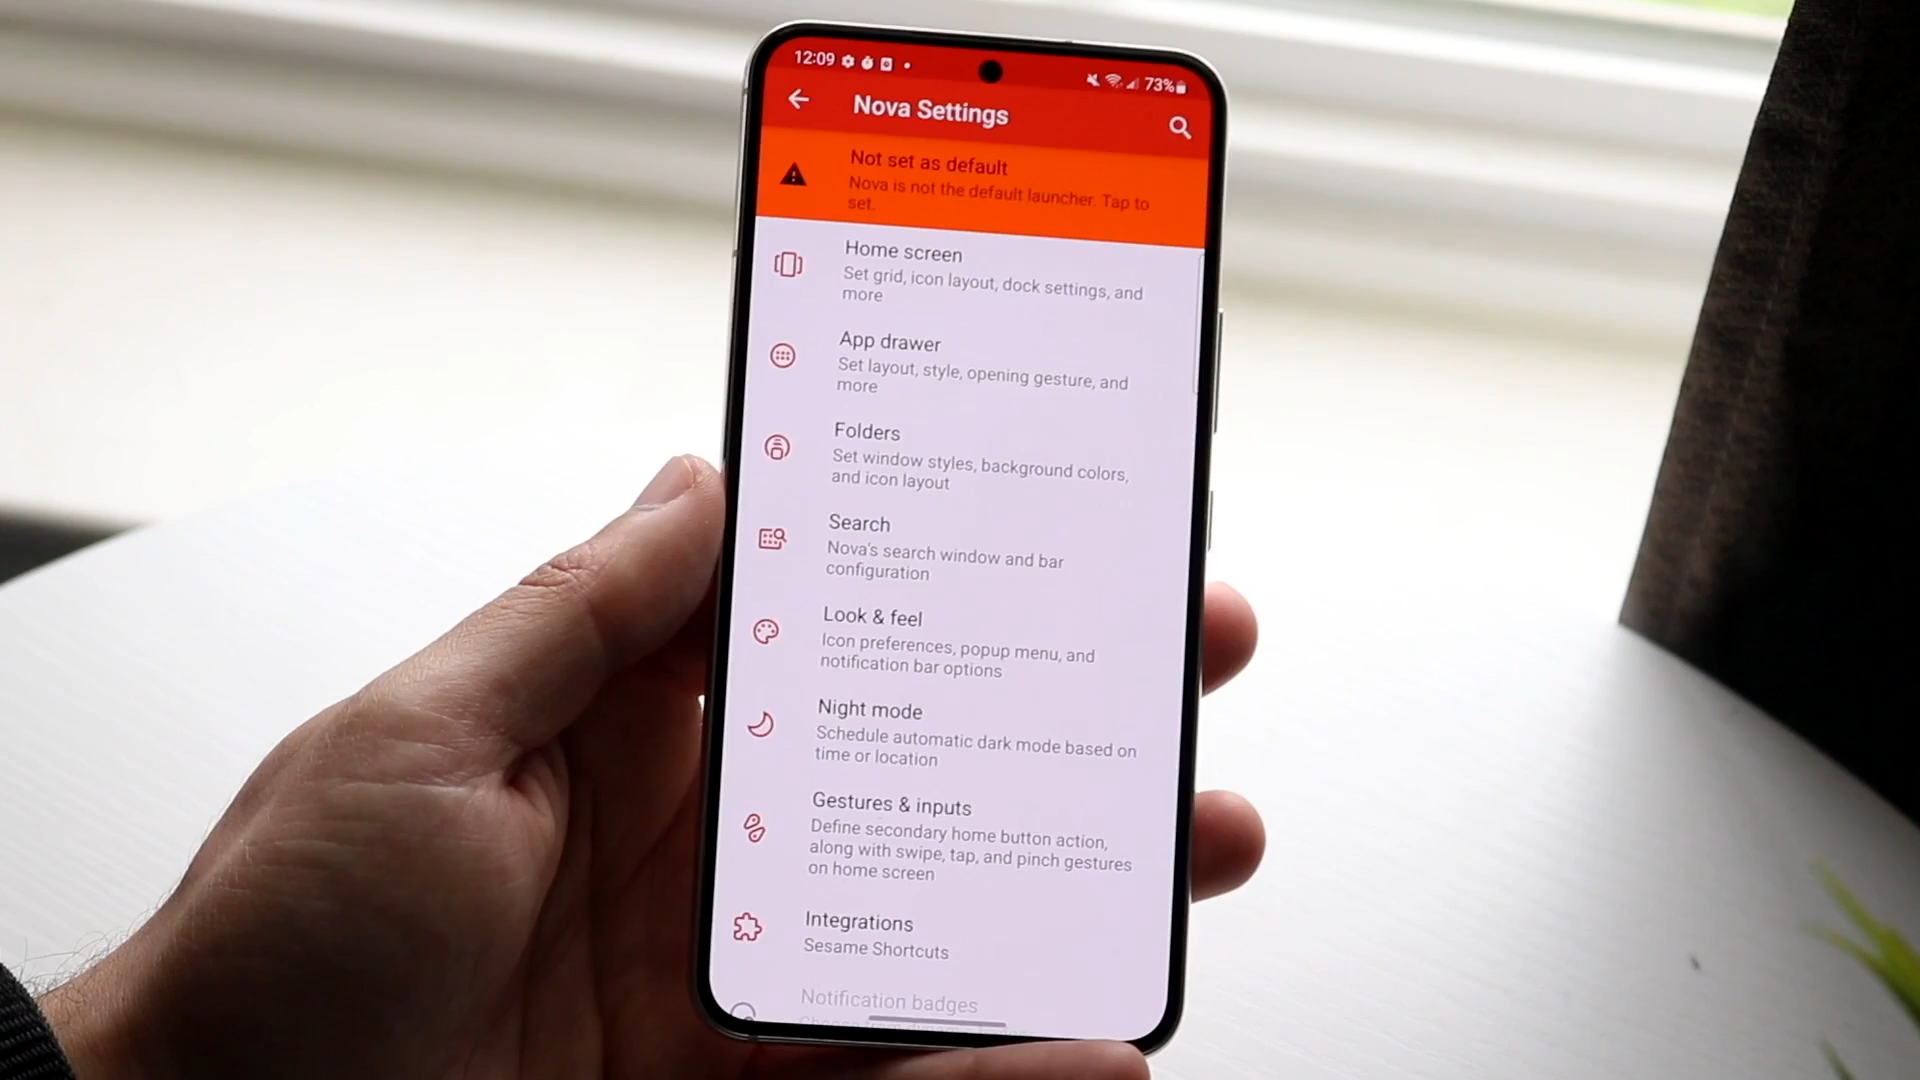 12:09
73%
Nova Settings
Not set as default
Nova is not the default launcher. Tap to
set.
Home screen
Set grid, icon layout, dock settings, and
more
App drawer
Set layout, style, opening gesture, and
more
Folders
Set window styles, background colors,
and icon layout
Search
Nova's search window and bar
configuration
Look & feel
Icon preferences, popup menu, and
notification bar options
Night mode
Schedule automatic dark mode based on
time or location
Gestures & inputs
Define secondary home button action,
along with swipe, tap, and pinch gestures
on home screen
Integrations
Sesame Shortcuts
Notification badges